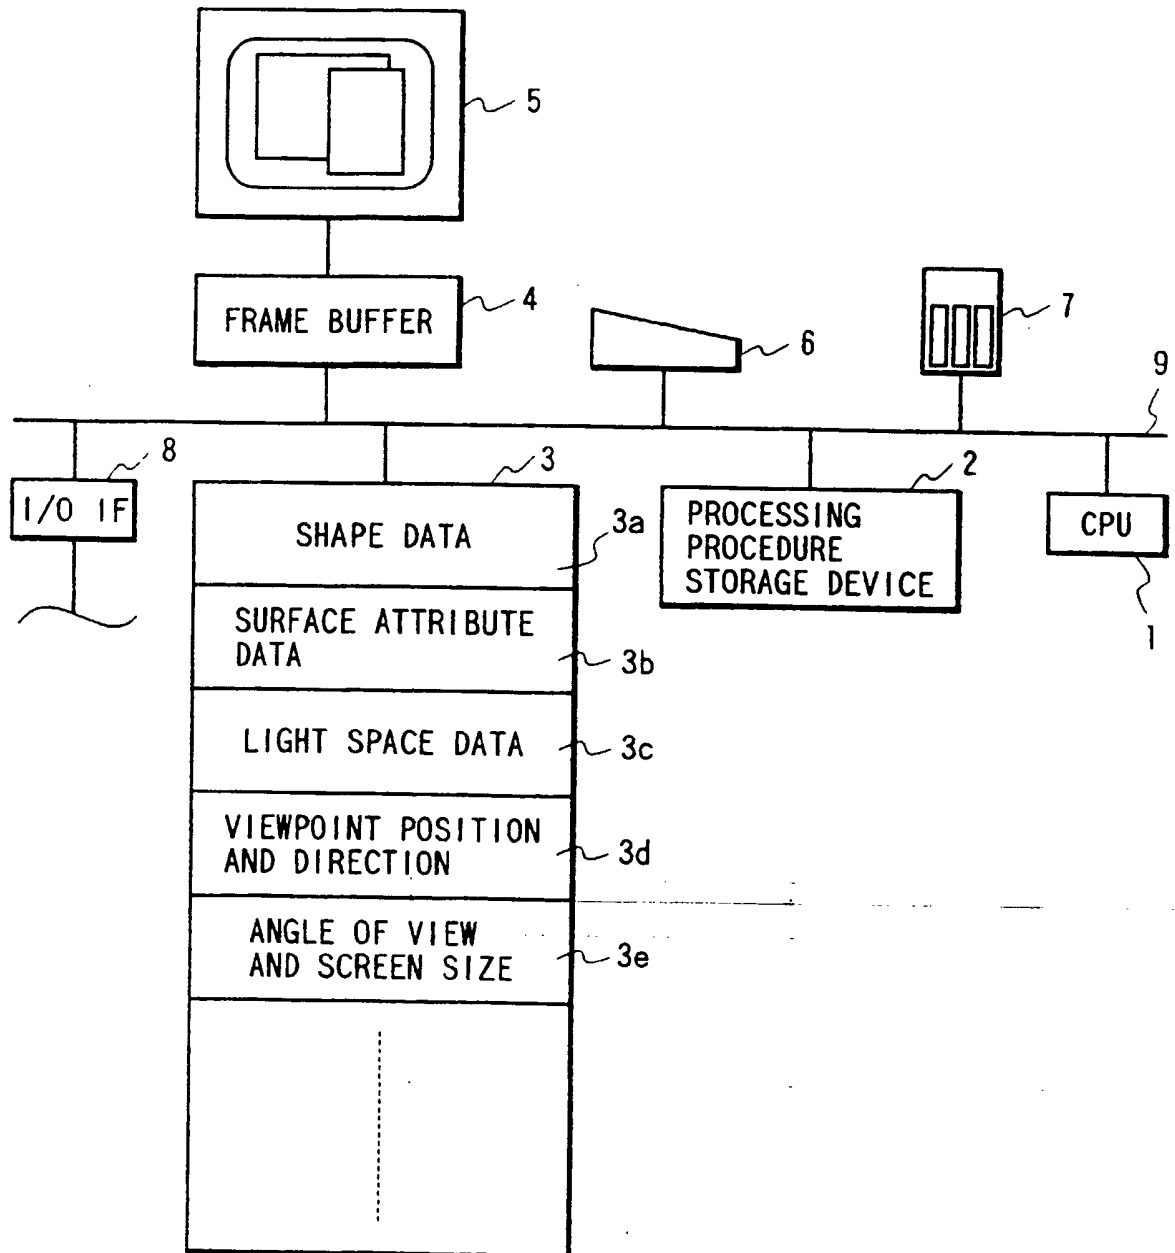 5
FRAME BUFFER
4
6
7
9
I/O IF
8
3
SHAPE DATA
3a
SURFACE ATTRIBUTE
DATA
3b
LIGHT SPACE DATA
3c
VIEWPOINT POSITION
AND DIRECTION
3d
ANGLE OF VIEW
AND SCREEN SIZE
3e
2
PROCESSING
PROCEDURE
STORAGE DEVICE
CPU
1